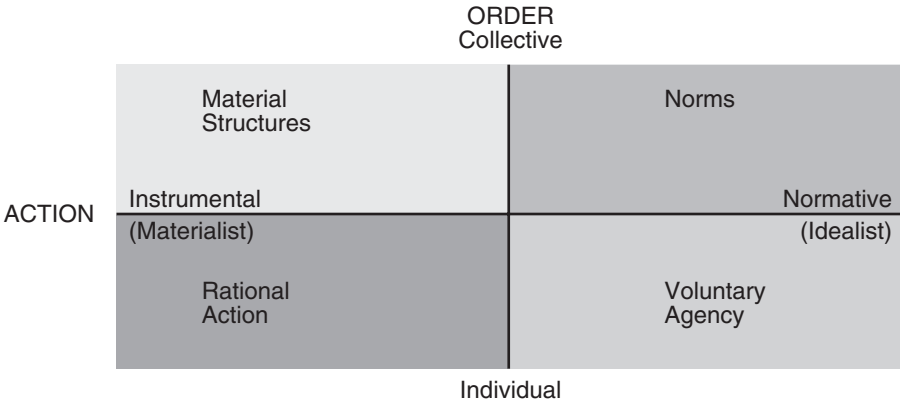 ORDER
Collective
Material
Structures
Norms
Instrumental
Normative
ACTION
(Materialist)
(Idealist)
Rational
Action
Voluntary
Agency
Individual